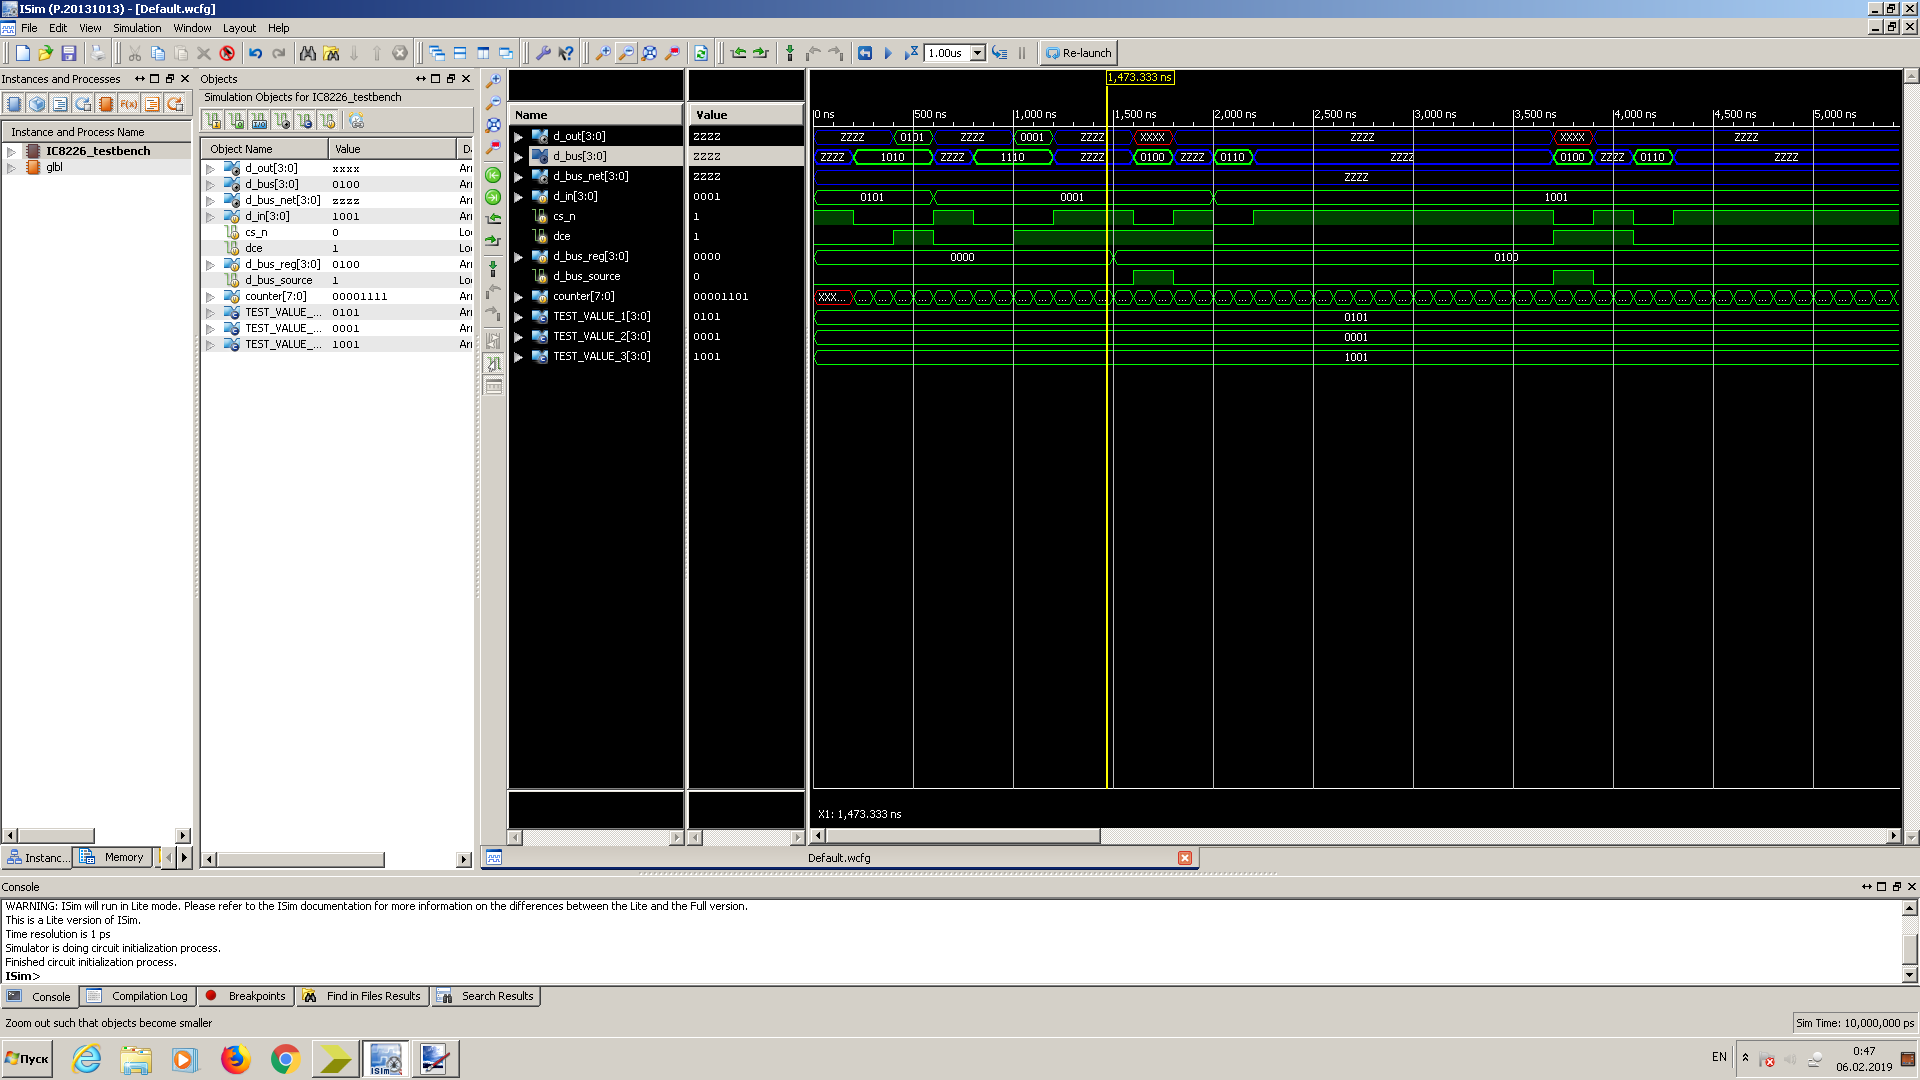 ISim (P.20131013) - [Default.wcfg]
File Edit View Simulation Window Layout Help
1.00us Re-launch
Instances and Processes
Instance and Process Name
IC8226_testbench
glbl
Instanc... Memory
Objects
Simulation Objects for IC8226_testbench
Object Name Value D
d_out[3:0] xxxx Arr
d_bus[3:0] 0100 Arr
d_bus_net[3:0] zzzz Arr
d_in[3:0] 1001 Arr
cs_n 0 Lo
dce 1 Lo
d_bus_reg[3:0] 0100 Arr
d_bus_source 1 Lo
counter[7:0] 00001111 Arr
TEST_VALUE_... 0101 Arr
TEST_VALUE_... 0001 Arr
TEST_VALUE_... 1001 Arr
1,473.333 ns
Name Value
0 ns 500 ns 1,000 ns 1,500 ns 2,000 ns 2,500 ns 3,000 ns 3,500 ns 4,000 ns 4,500 ns 5,000 ns
d_out[3:0] zzzz ZZZZ 0101 ZZZZ 0001 ZZZZ XXXX ZZZZ XXXX ZZZZ
d_bus[3:0] zzzz ZZZZ 1010 ZZZZ 1110 ZZZZ 0100 ZZZZ 0110 ZZZZ 0100 ZZZZ 0110 ZZZZ
d_bus_net[3:0] zzzz ZZZZ
d_in[3:0] 0001 0101 0001 1001
cs_n 1
dce 1
d_bus_reg[3:0] 0000 0000 0100
d_bus_source 0
counter[7:0] 00001101 XXX... ... ... ... ... ... ... ... ... ... ... ... ... ... ... ... ... ... ... ... ... ... ... ... ... ... ... ... ... ... ... ... ... ... ... ... ... ... ... ... ... ... ... ... ... ... ... ... ... ... ... ... ...
TEST_VALUE_1[3:0] 0101 0101
TEST_VALUE_2[3:0] 0001 0001
TEST_VALUE_3[3:0] 1001 1001
X1: 1,473.333 ns
Default.wcfg
Console
WARNING: ISim will run in Lite mode. Please refer to the ISim documentation for more information on the differences between the Lite and the Full version.
This is a Lite version of ISim.
Time resolution is 1 ps
Simulator is doing circuit initialization process.
Finished circuit initialization process.
ISim>
Console Compilation Log Breakpoints Find in Files Results Search Results
Zoom out such that objects become smaller Sim Time: 10,000,000 ps
Пуск ISim EN 0:47
06.02.2019